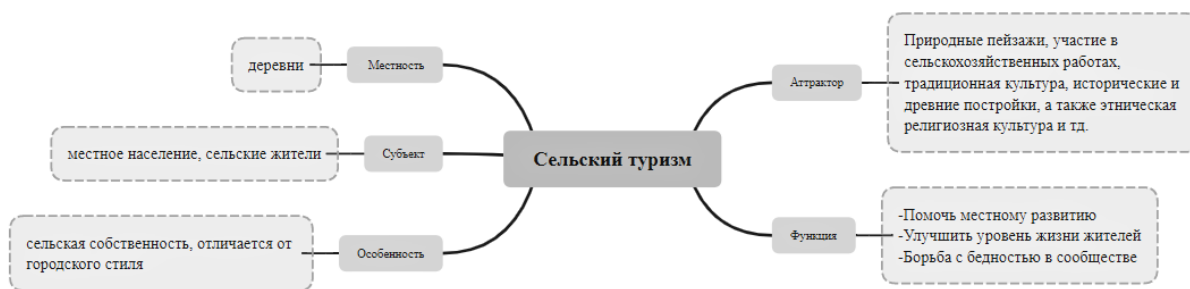 деревни
Местность
местное население, сельские жители
Субъект
сельская собственность, отличается от
городского стиля
Особенность
Сельский туризм
Аттрактор
Природные пейзажи, участие в
сельскохозяйственных работах,
традиционная культура, исторические и
древние постройки, а также этническая
религиозная культура и тд.
Функция
-Помочь местному развитию
-Улучшить уровень жизни жителей
-Борьба с бедностью в сообществе